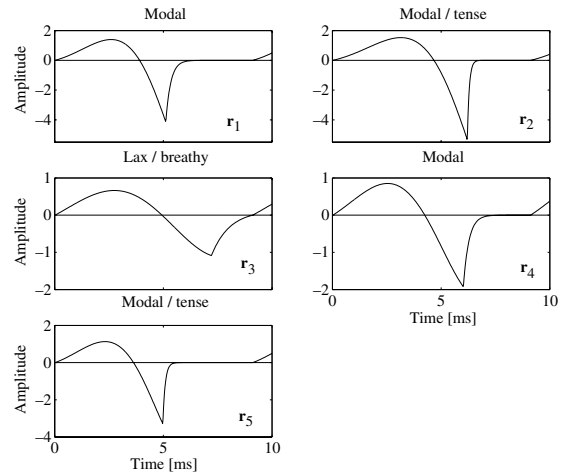 Modal
Modal / tense
2
0
−2
−4
Amplitude
r1
2
0
−2
−4
r2
Lax / breathy
Modal
1
0
−1
−2
Amplitude
r3
1
0
−1
−2
r4
0
5
10
Time [ms]
Modal / tense
2
0
−2
−4
Amplitude
r5
0
5
10
Time [ms]